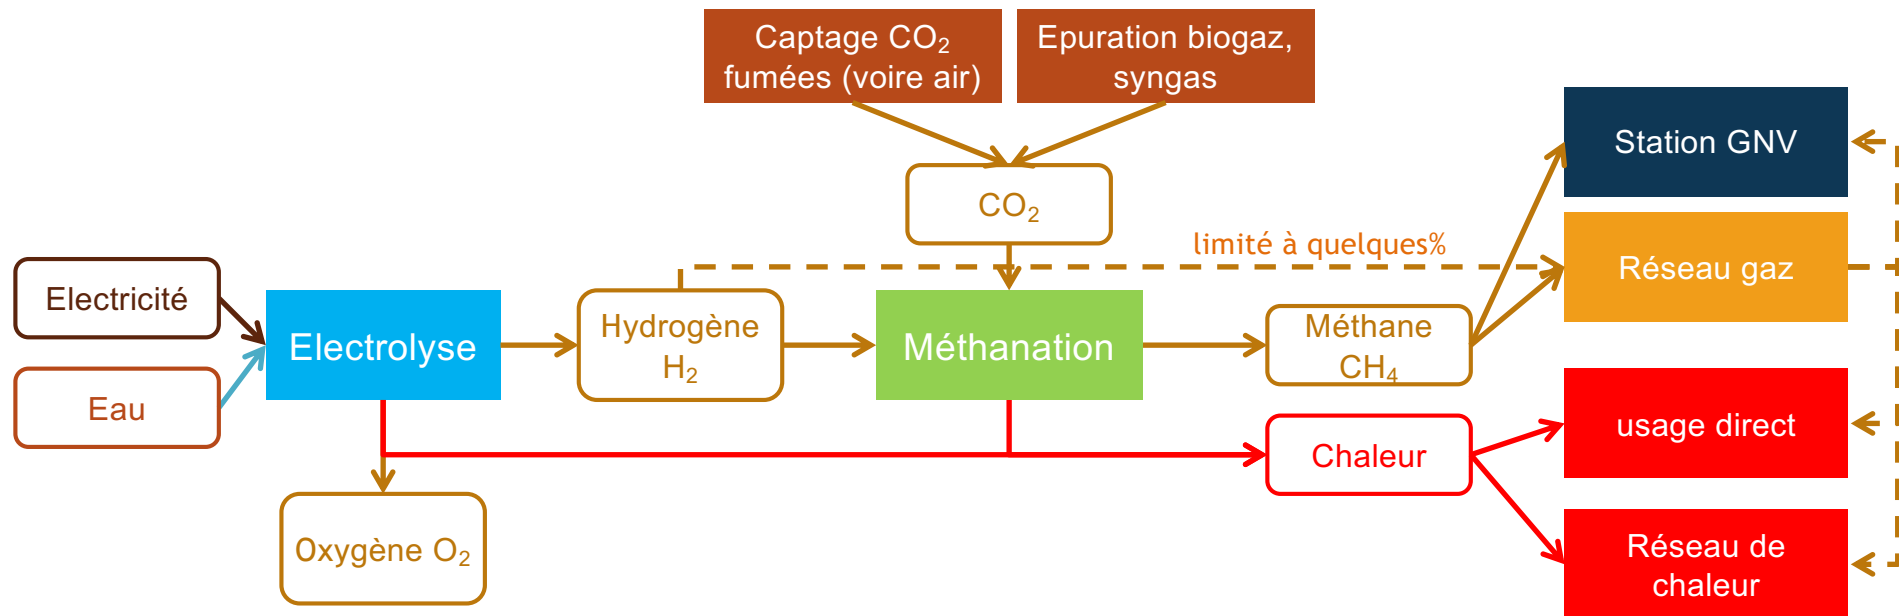 Captage CO₂
fumées (voire air)
Epuration biogaz,
syngas
Station GNV
CO₂
limité à quelques%
Réseau gaz
Electricité
Electrolyse
Hydrogène
H₂
Méthanation
Méthane
CH₄
Eau
usage direct
Chaleur
Oxygène O₂
Réseau de
chaleur